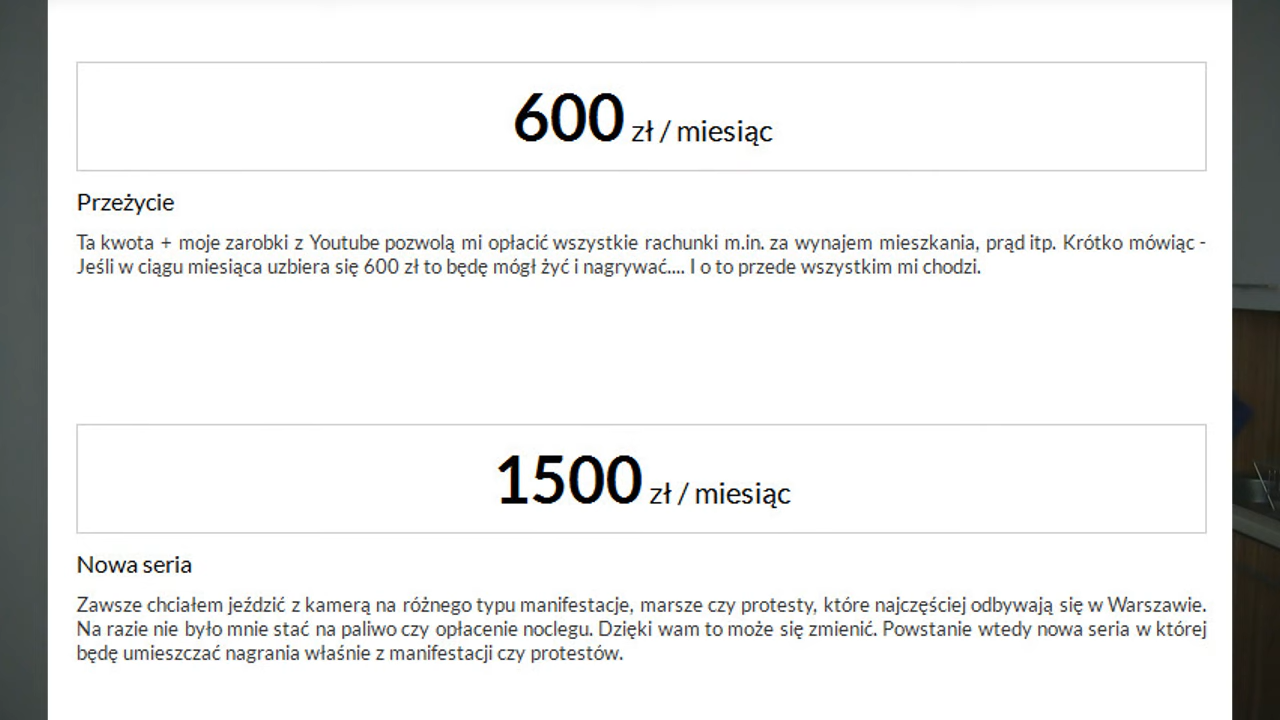 600 zł / miesiąc
Przeżycie
Ta kwota + moje zarobki z Youtube pozwolą mi opłacić wszystkie rachunki m.in. za wynajem mieszkania, prąd itp. Krótko mówiąc -
Jeśli w ciągu miesiąca uzbiera się 600 zł to będę mógł żyć i nagrywać.... I o to przede wszystkim mi chodzi.
1500 zł / miesiąc
Nowa seria
Zawsze chciałem jeździć z kamerą na różnego typu manifestacje, marsze czy protesty, które najczęściej odbywają się w Warszawie.
Na razie nie było mnie stać na paliwo czy opłacenie noclegu. Dzięki wam to może się zmienić. Powstanie wtedy nowa seria w której
będę umieszczać nagrania właśnie z manifestacji czy protestów.